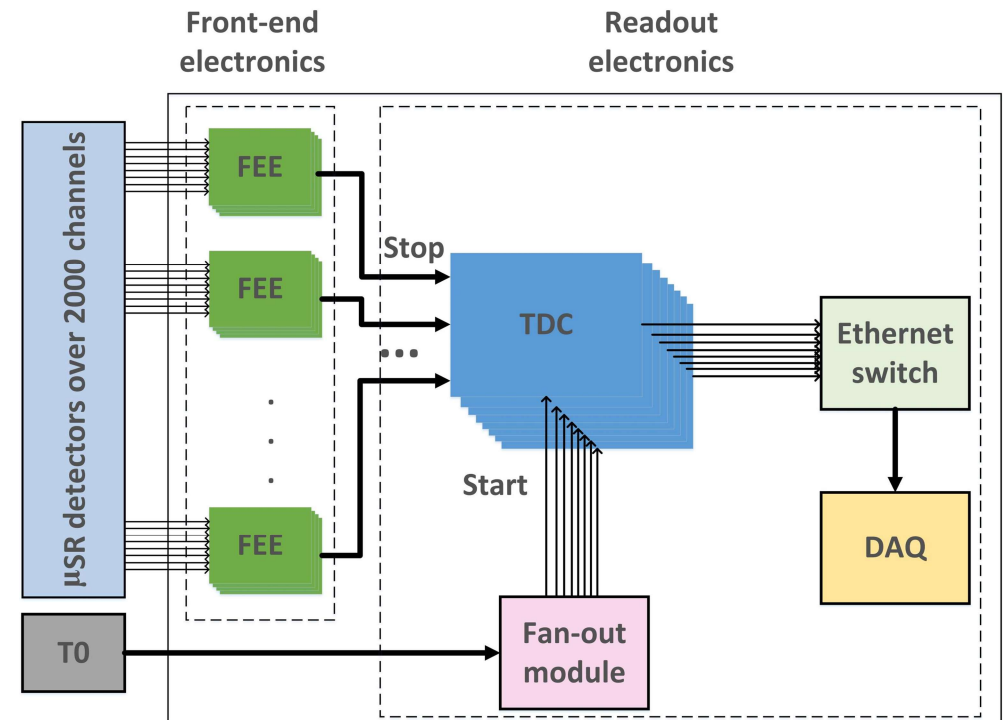 Front-end
electronics
Readout
electronics
μSR detectors over 2000 channels
FEE
FEE
FEE
Stop
TDC
Start
Ethernet
switch
DAQ
T0
Fan-out
module